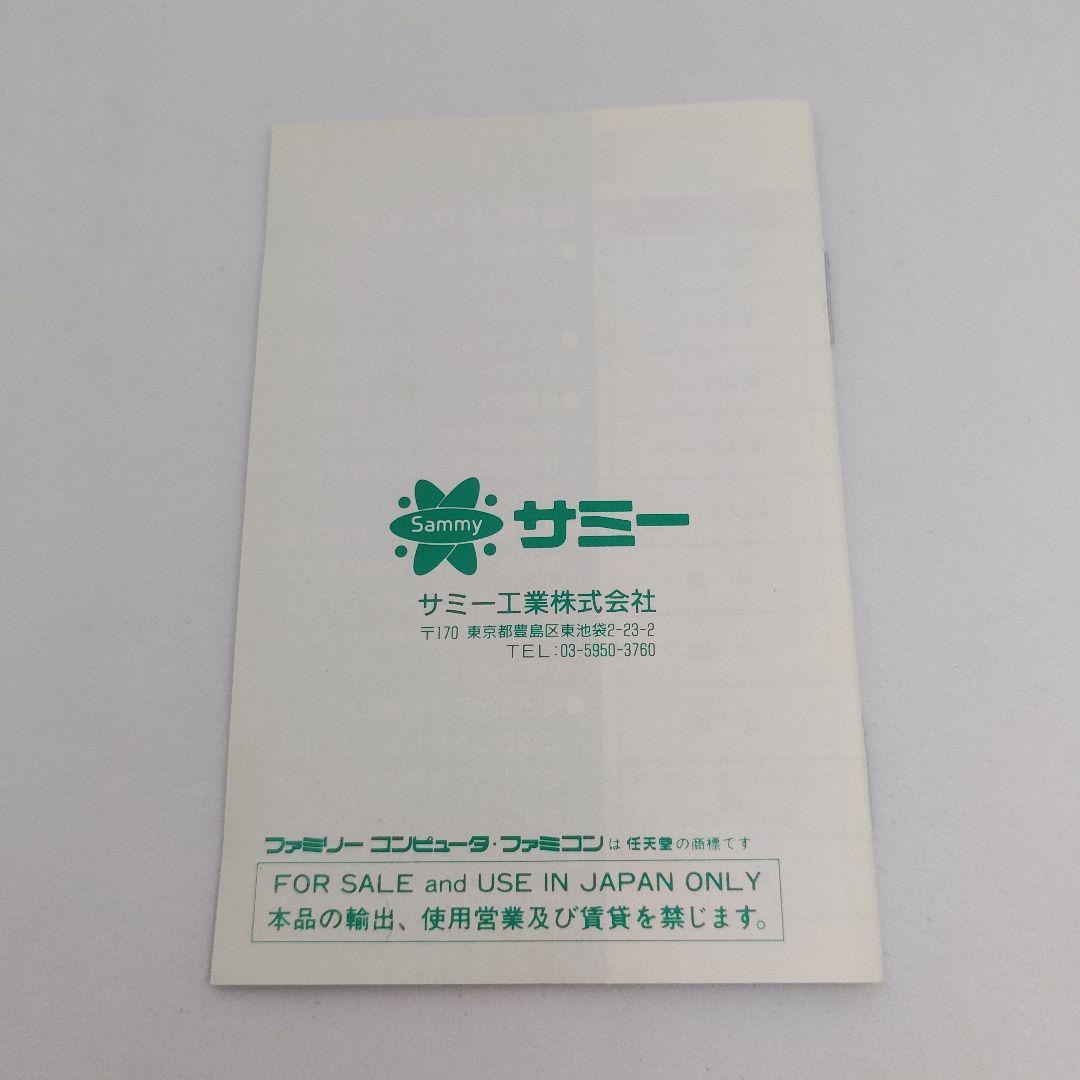 Sammy サミー
サミー工業株式会社
〒170 東京都豊島区東池袋2-23-2
TEL:03-5950-3760
ファミリー コンピュータ・ファミコンは任天堂の商標です
FOR SALE and USE IN JAPAN ONLY
本品の輸出、使用営業及び賃貸を禁じます。